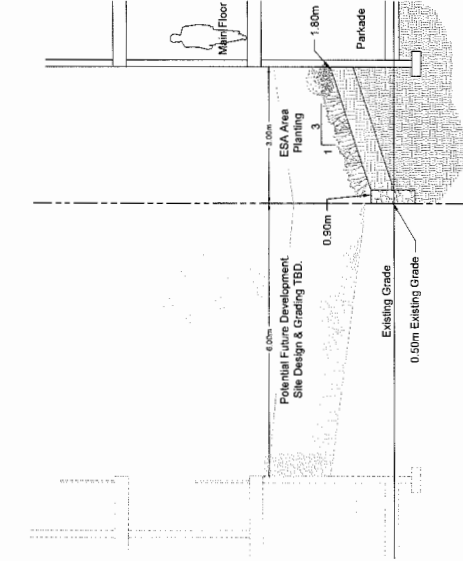 Main Floor
1.80m
Parkade
3.00m
ESA Area
Planting
3
1
0.90m
6.00m
Potential Future Development.
Site Design & Grading TBD.
Existing Grade
0.50m Existing Grade